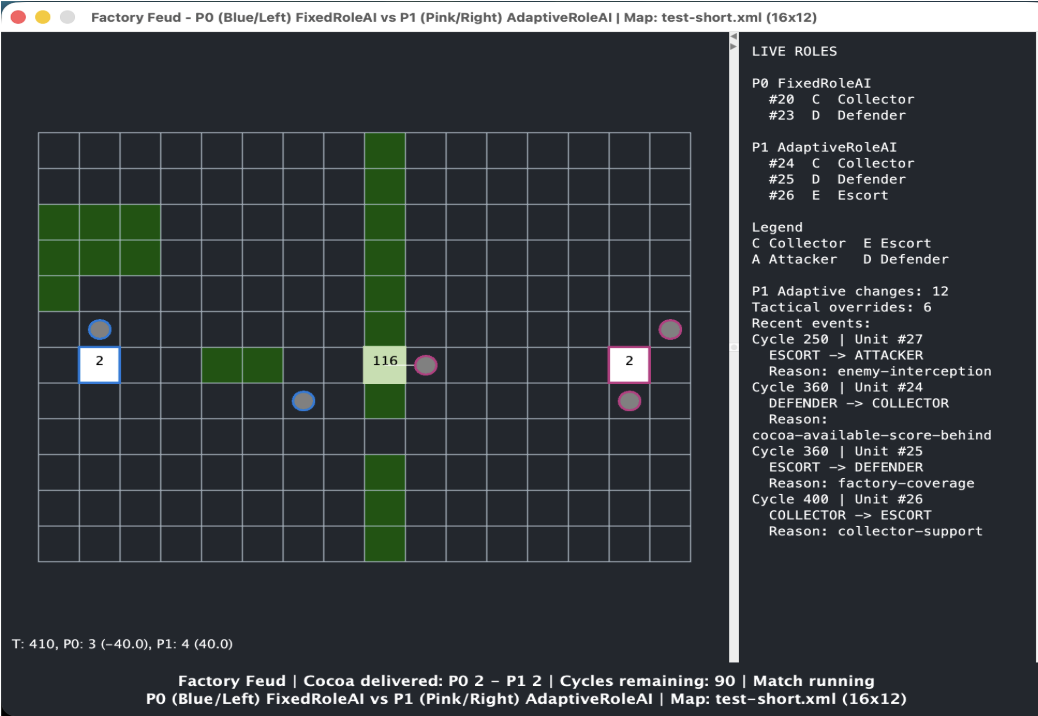 Factory Feud - P0 (Blue/Left) FixedRoleAI vs P1 (Pink/Right) AdaptiveRoleAI | Map: test-short.xml (16x12)
2
116
2
T: 410, P0: 3 (-40.0), P1: 4 (40.0)
LIVE ROLES
P0 FixedRoleAI
#20 C Collector
#23 D Defender
P1 AdaptiveRoleAI
#24 C Collector
#25 D Defender
#26 E Escort
Legend
C Collector E Escort
A Attacker D Defender
P1 Adaptive changes: 12
Tactical overrides: 6
Recent events:
Cycle 250 | Unit #27
ESCORT -> ATTACKER
Reason: enemy-interception
Cycle 360 | Unit #24
DEFENDER -> COLLECTOR
Reason:
cocoa-available-score-behind
Cycle 360 | Unit #25
ESCORT -> DEFENDER
Reason: factory-coverage
Cycle 400 | Unit #26
COLLECTOR -> ESCORT
Reason: collector-support
Factory Feud | Cocoa delivered: P0 2 - P1 2 | Cycles remaining: 90 | Match running
P0 (Blue/Left) FixedRoleAI vs P1 (Pink/Right) AdaptiveRoleAI | Map: test-short.xml (16x12)